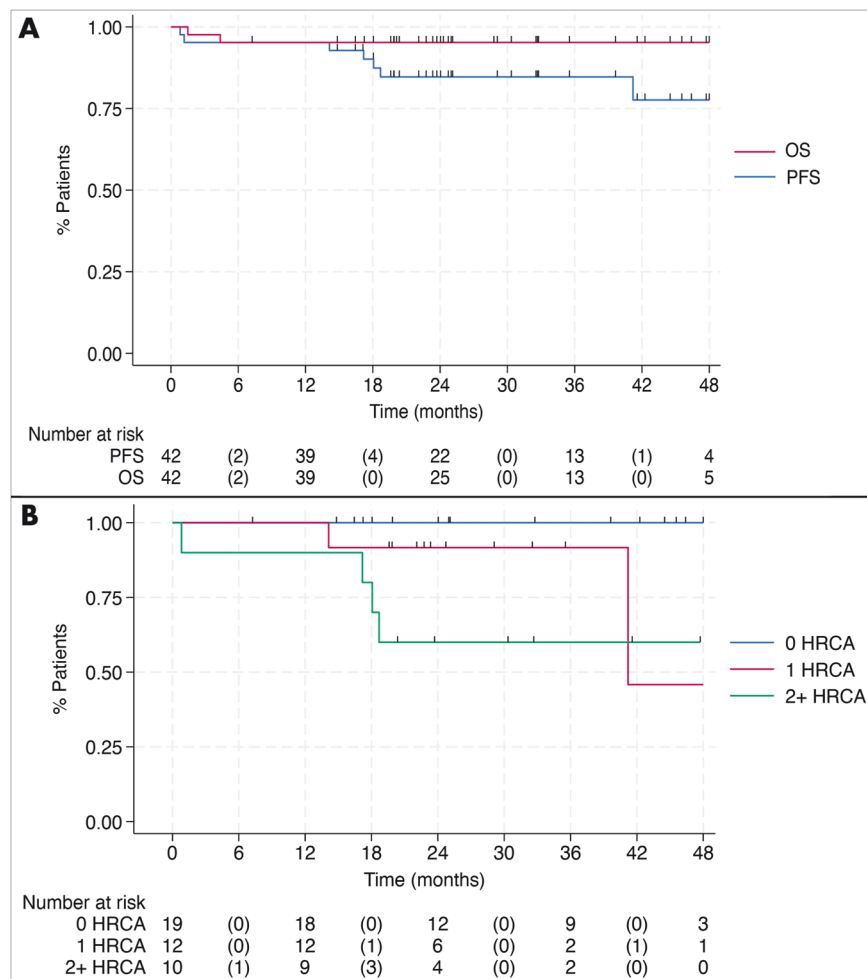 A
1.00
0.75
0.50
0.25
0.00
% Patients
OS
PFS
0 6 12 18 24 30 36 42 48
Time (months)
Number at risk
PFS 42 (2) 39 (4) 22 (0) 13 (1) 4
OS 42 (2) 39 (0) 25 (0) 13 (0) 5
B
1.00
0.75
0.50
0.25
0.00
% Patients
0 HRCA
1 HRCA
2+ HRCA
0 6 12 18 24 30 36 42 48
Time (months)
Number at risk
0 HRCA 19 (0) 18 (0) 12 (0) 9 (0) 3
1 HRCA 12 (0) 12 (1) 6 (0) 2 (1) 1
2+ HRCA 10 (1) 9 (3) 4 (0) 2 (0) 0